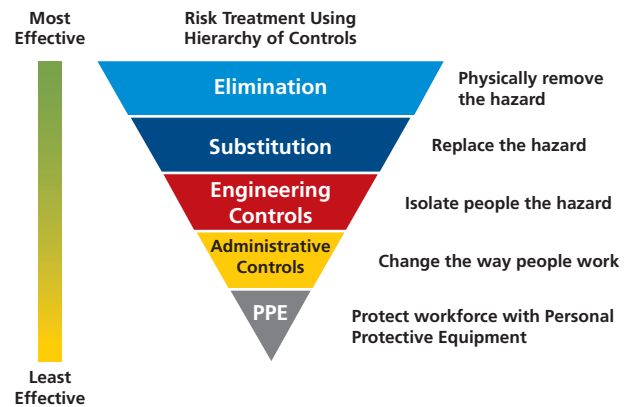 Most
Effective
Risk Treatment Using
Hierarchy of Controls
Elimination
Physically remove
the hazard
Substitution
Replace the hazard
Engineering
Controls
Isolate people the hazard
Administrative
Controls
Change the way people work
PPE
Protect workforce with Personal
Protective Equipment
Least
Effective